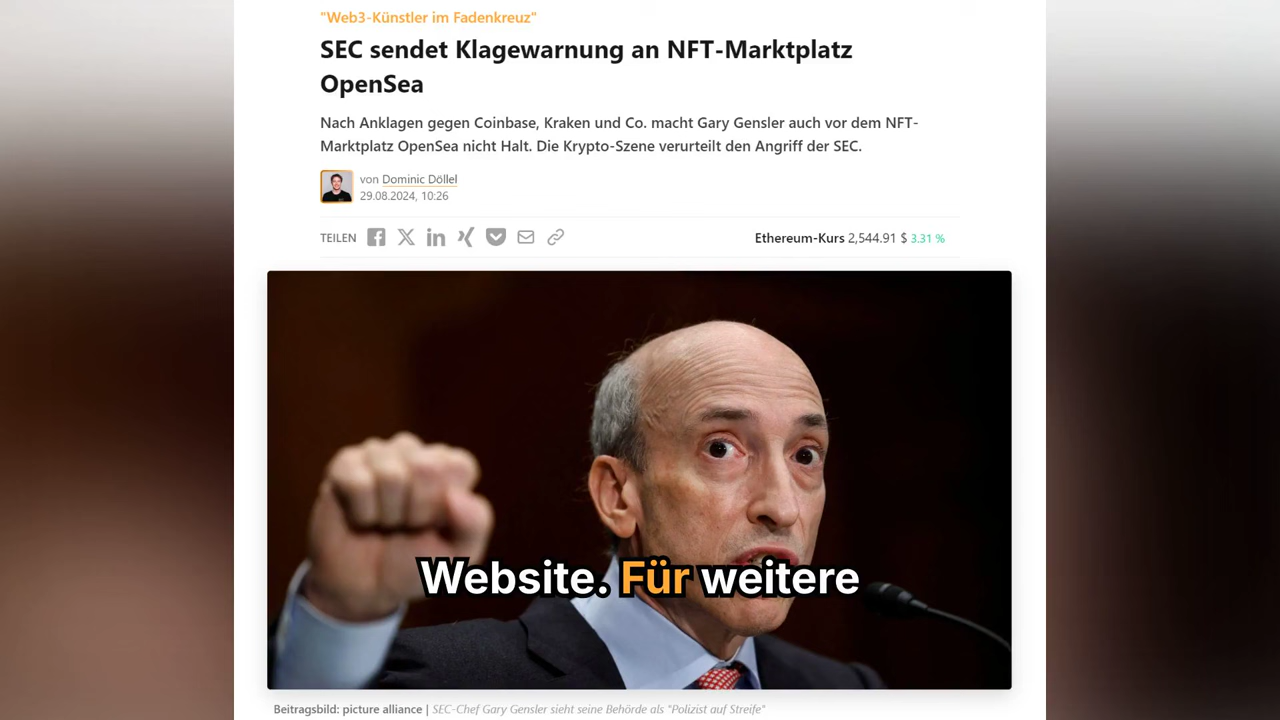 "Web3-Künstler im Fadenkreuz"
SEC sendet Klagewarnung an NFT-Marktplatz
OpenSea
Nach Anklagen gegen Coinbase, Kraken und Co. macht Gary Gensler auch vor dem NFT-
Marktplatz OpenSea nicht Halt. Die Krypto-Szene verurteilt den Angriff der SEC.
von Dominic Döllel
29.08.2024, 10:26
TEILEN
Ethereum-Kurs 2,544.91 $ 3.31 %
Website. Für weitere
Beitragsbild: picture alliance | SEC-Chef Gary Gensler sieht seine Behörde als "Polizist auf Streife"